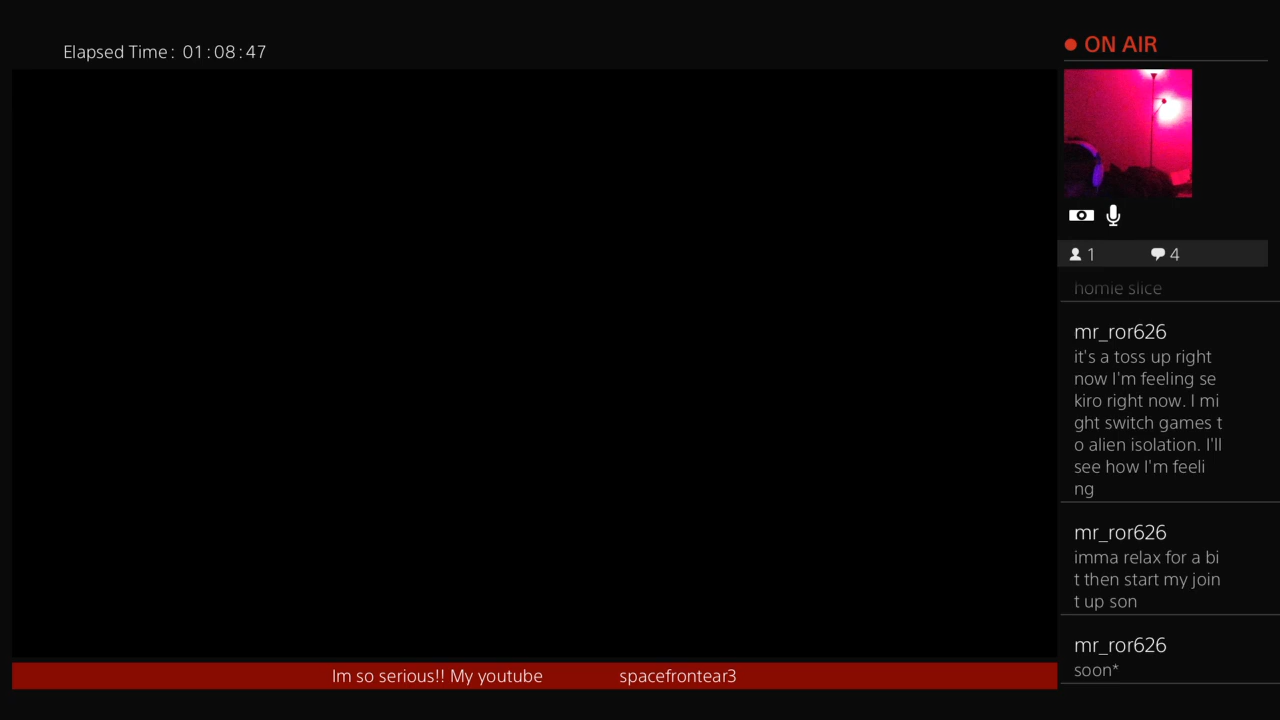 Elapsed Time: 01:08:47
ON AIR
1
4
homie slice
mr_ror626
it's a toss up right
now I'm feeling se
kiro right now. I mi
ght switch games t
o alien isolation. I'll
see how I'm feeli
ng
mr_ror626
imma relax for a bi
t then start my join
t up son
mr_ror626
soon*
Im so serious!! My youtube spacefrontear3